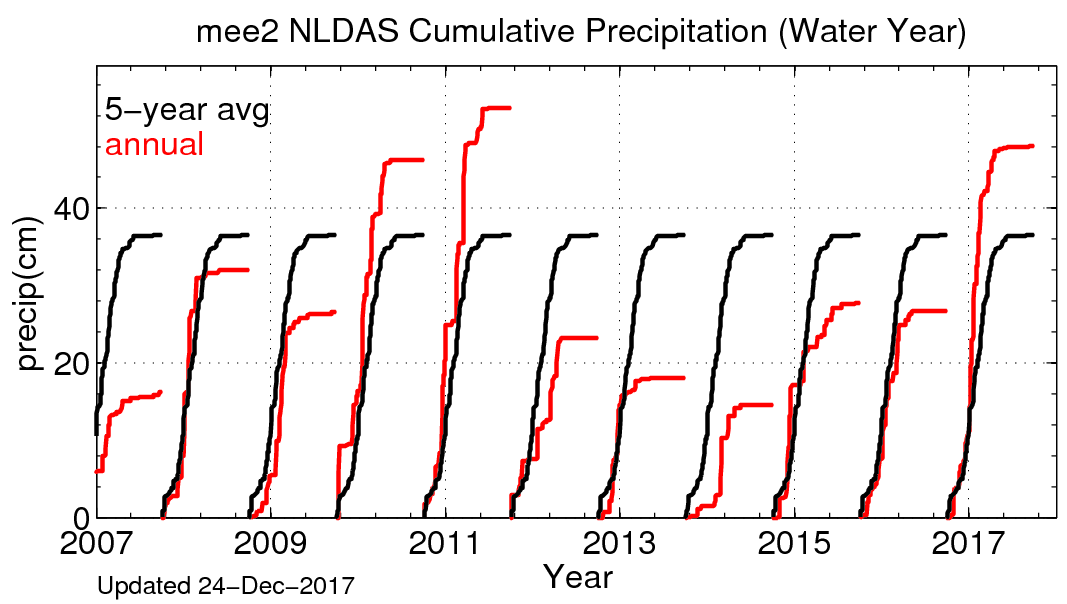 mee2 NLDAS Cumulative Precipitation (Water Year)
5−year avg
annual
precip(cm)
40
20
0
2007 2009 2011 2013 2015 2017
Year
Updated 24−Dec−2017